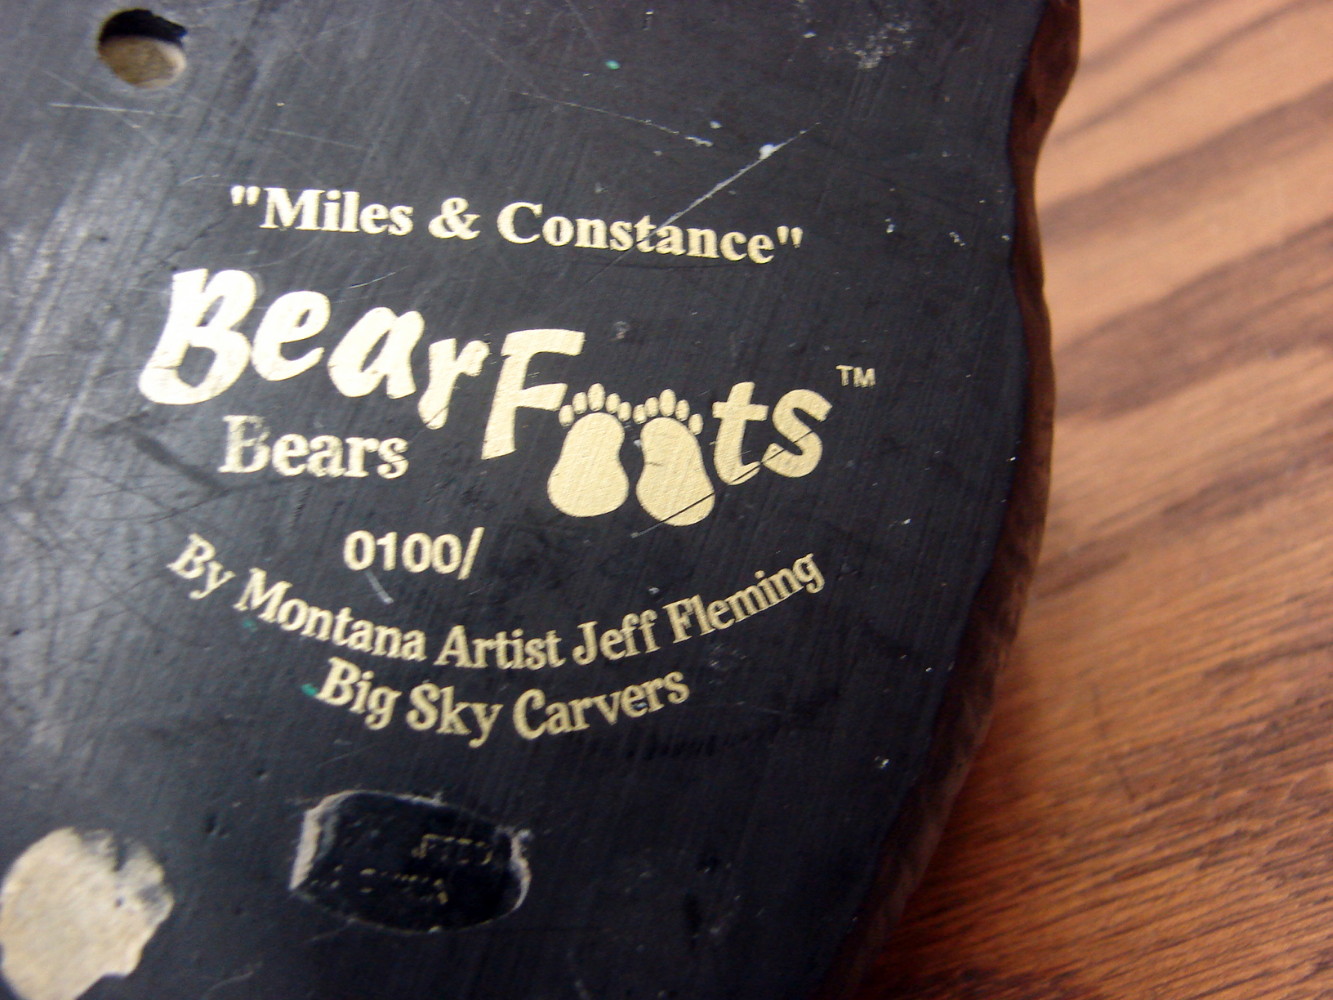 "Miles & Constance"
BearFoots™
Bears
0100/
By Montana Artist Jeff Fleming
Big Sky Carvers